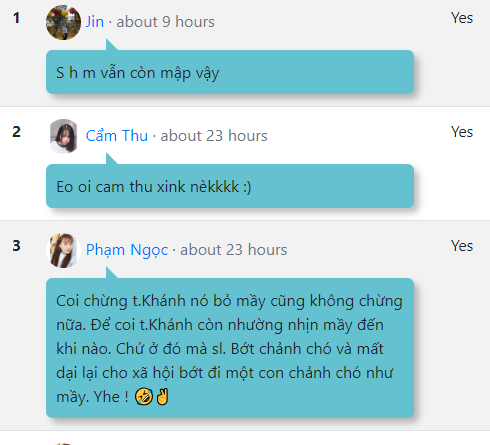 1 Jin · about 9 hours Yes
S h m vẫn còn mập vậy
2 Cẩm Thu · about 23 hours Yes
Eo oi cam thu xink nèkkkk :)
3 Phạm Ngọc · about 23 hours Yes
Coi chừng t.Khánh nó bỏ mầy cũng không chừng
nữa. Để coi t.Khánh còn nhường nhịn mầy đến
khi nào. Chứ ở đó mà sl. Bớt chảnh chó và mất
dại lại cho xã hội bớt đi một con chảnh chó như
mầy. Yhe ! 🤣✌